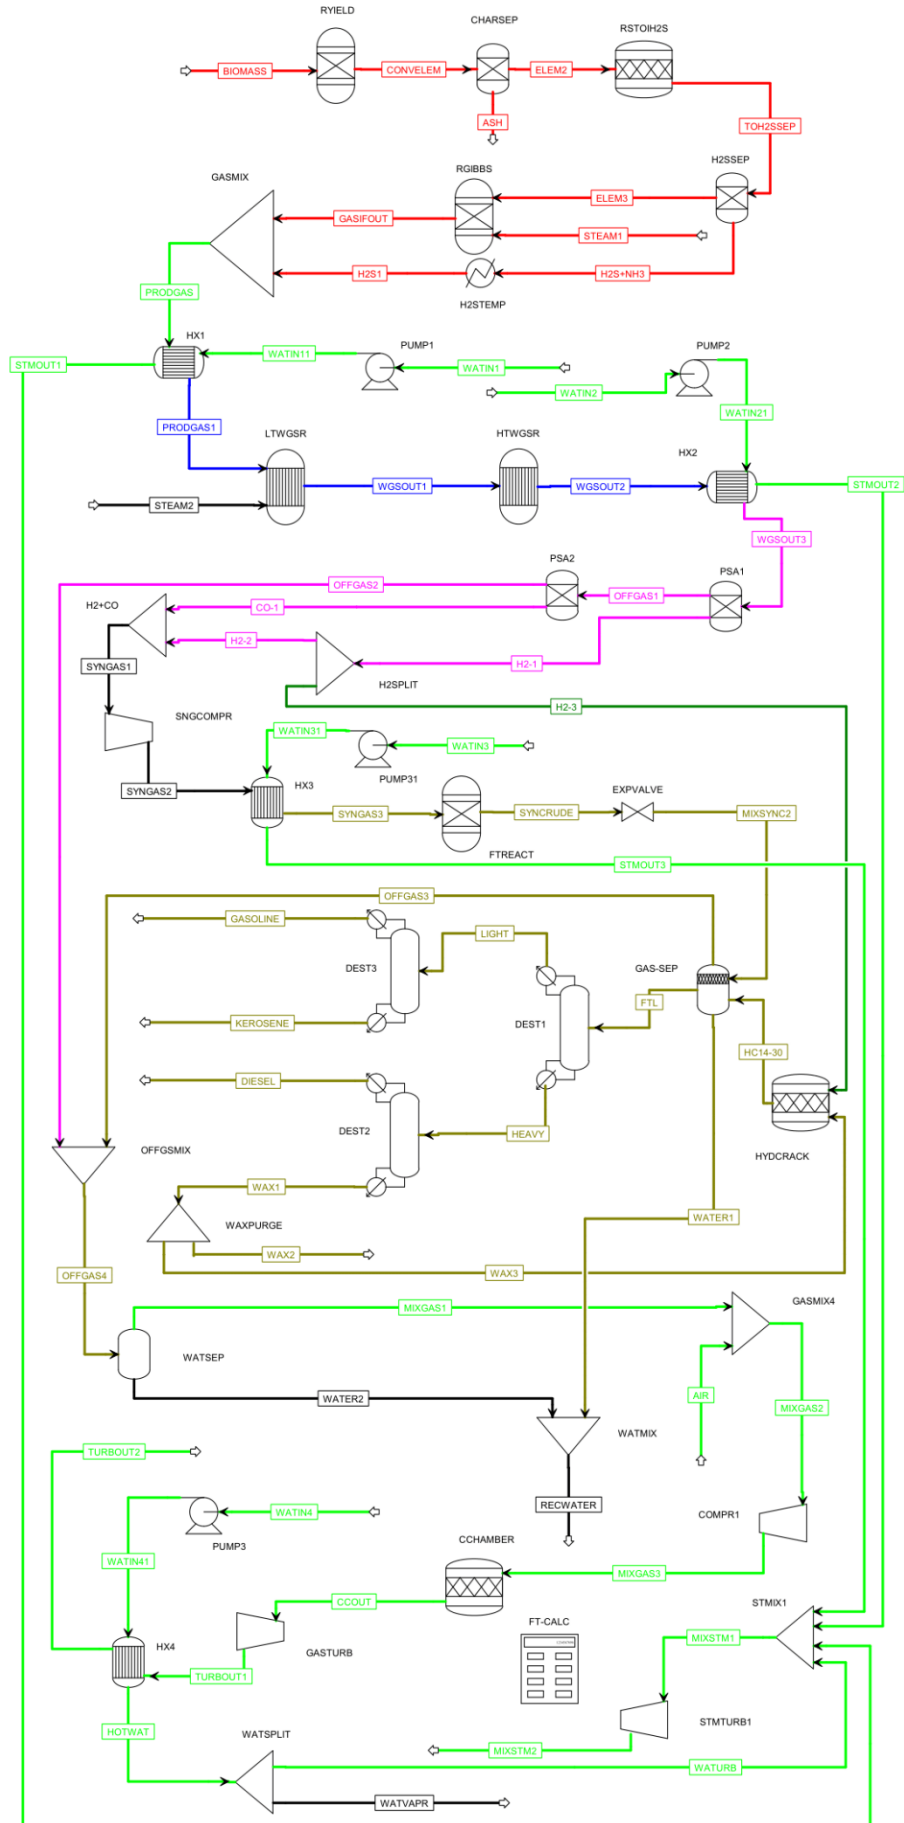 RYIELD
CHARSEP
RSTOIH2S
BIOMASS
CONVELEM
ELEM2
ASH
TOH2SSEP
GASMIX
RGIBBS
H2SSEP
ELEM3
GASIFOUT
STEAM1
H2S1
H2S+NH3
H2STEMP
PRODGAS
HX1
STMOUT1
WATIN11
PUMP1
WATIN1
WATIN2
PUMP2
WATIN21
PRODGAS1
LTWGSR
HTWGSR
HX2
WGSOUT1
WGSOUT2
STMOUT2
STEAM2
WGSOUT3
PSA2
PSA1
OFFGAS2
OFFGAS1
H2+CO
CO-1
H2-2
SYNGAS1
H2-1
H2SPLIT
H2-3
SNGCOMPR
WATIN31
WATIN3
PUMP31
HX3
EXPVALVE
SYNGAS2
SYNGAS3
SYNCRUDE
MIXSYNC2
FTREACT
STMOUT3
OFFGAS3
GASOLINE
LIGHT
DEST3
GAS-SEP
FTL
KEROSENE
DEST1
HC14-30
DIESEL
DEST2
HEAVY
OFFGSMIX
HYDCRACK
WAX1
WAXPURGE
WATER1
WAX2
WAX3
OFFGAS4
MIXGAS1
GASMIX4
WATSEP
WATER2
AIR
MIXGAS2
WATMIX
TURBOUT2
RECWATER
WATIN4
COMPR1
PUMP3
CCHAMBER
WATIN41
MIXGAS3
CCOUT
STMIX1
FT-CALC
HX4
GASTURB
MIXSTM1
TURBOUT1
HOTWAT
WATSPLIT
STMTURB1
MIXSTM2
WATURB
WATVAPR